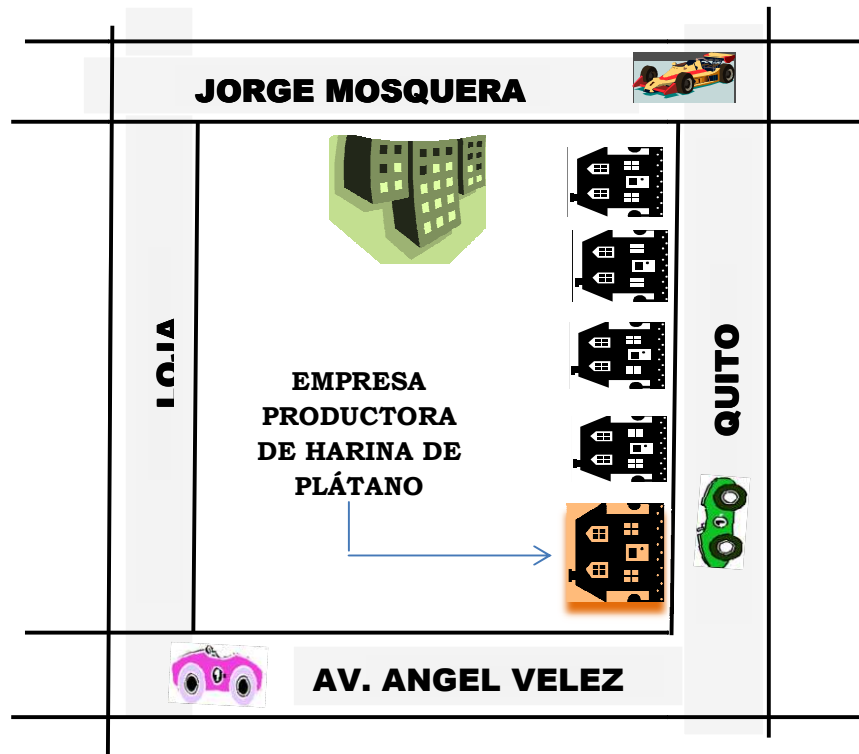 JORGE MOSQUERA
LOJA
EMPRESA
PRODUCTORA
DE HARINA DE
PLÁTANO
QUITO
AV. ANGEL VELEZ